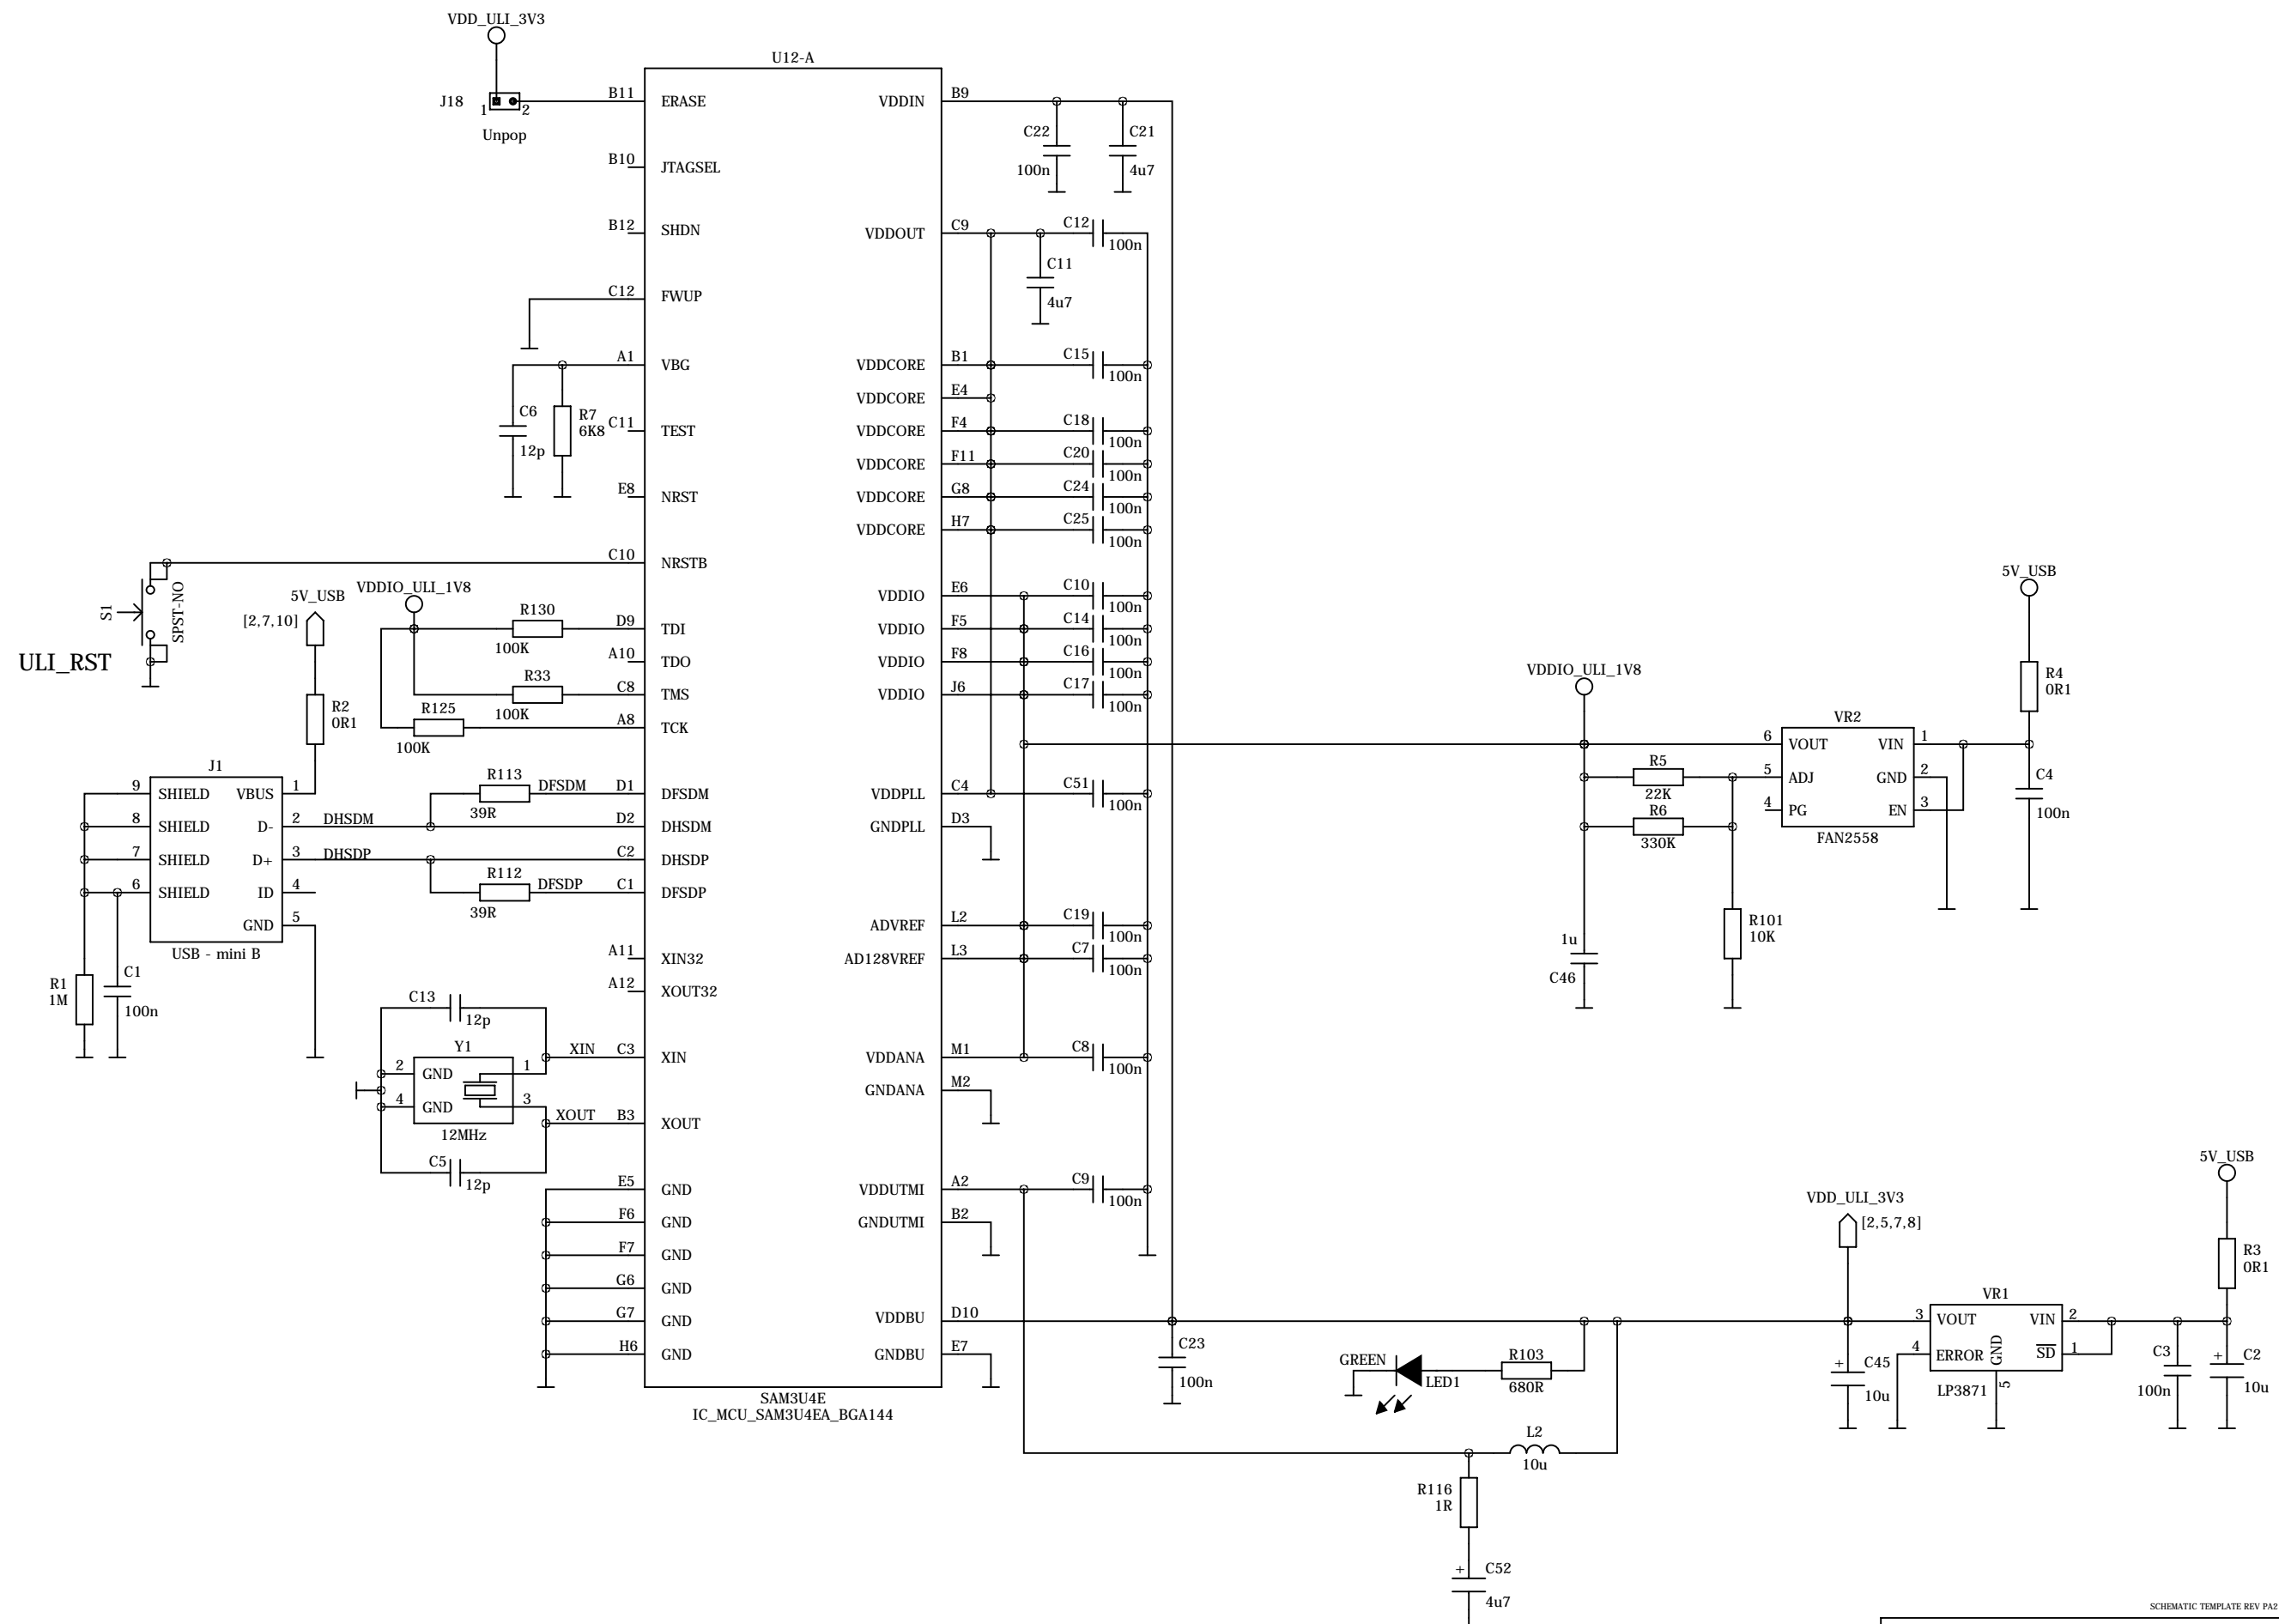 VDD_ULI_3V3
J18
1
2
Unpop
U12-A
B11 ERASE
B10 JTAGSEL
B12 SHDN
C12 FWUP
A1 VBG
C6
12p
R7
6K8
C11 TEST
E8 NRST
C10 NRSTB
S1
SPST-NO
ULI_RST
5V_USB
[2,7,10]
VDDIO_ULI_1V8
R130
100K
D9 TDI
A10 TDO
R33
100K
C8 TMS
R125
100K
A8 TCK
R2
0R1
J1
9 SHIELD VBUS 1
8 SHIELD D- 2 DHSDM
7 SHIELD D+ 3 DHSDP
6 SHIELD ID 4
GND 5
USB - mini B
R1
1M
C1
100n
R113
39R
DFSDM D1 DFSDM
D2 DHSDM
C2 DHSDP
R112
39R
DFSDP C1 DFSDP
A11 XIN32
A12 XOUT32
C13
12p
Y1
2 GND 1
4 GND 3
12MHz
C5
12p
XIN C3 XIN
XOUT B3 XOUT
E5 GND
F6 GND
F7 GND
G6 GND
G7 GND
H6 GND
SAM3U4E
IC_MCU_SAM3U4EA_BGA144
VDDIN B9
C22
100n
C21
4u7
VDDOUT C9
C12
100n
C11
4u7
VDDCORE B1 C15
100n
VDDCORE E4
VDDCORE F4 C18
100n
VDDCORE F11 C20
100n
VDDCORE G8 C24
100n
VDDCORE H7 C25
100n
VDDIO E6 C10
100n
VDDIO F5 C14
100n
VDDIO F8 C16
100n
VDDIO J6 C17
100n
VDDPLL C4 C51
100n
GNDPLL D3
ADVREF L2 C19
100n
AD128VREF L3 C7
100n
VDDANA M1 C8
100n
GNDANA M2
VDDUTMI A2 C9
100n
GNDUTMI B2
VDDBU D10
GNDBU E7
C23
100n
GREEN
LED1
R103
680R
L2
10u
R116
1R
+ C52
4u7
VDDIO_ULI_1V8
R5
22K
R6
330K
R101
10K
1u
C46
VR2
6 VOUT VIN 1
5 ADJ GND 2
4 PG EN 3
FAN2558
5V_USB
R4
0R1
C4
100n
VDD_ULI_3V3
[2,5,7,8]
+ C45
10u
VR1
3 VOUT VIN 2
4 ERROR GND SD 1
5
LP3871
5V_USB
R3
0R1
C3
100n
+ C2
10u
SCHEMATIC TEMPLATE REV PA2